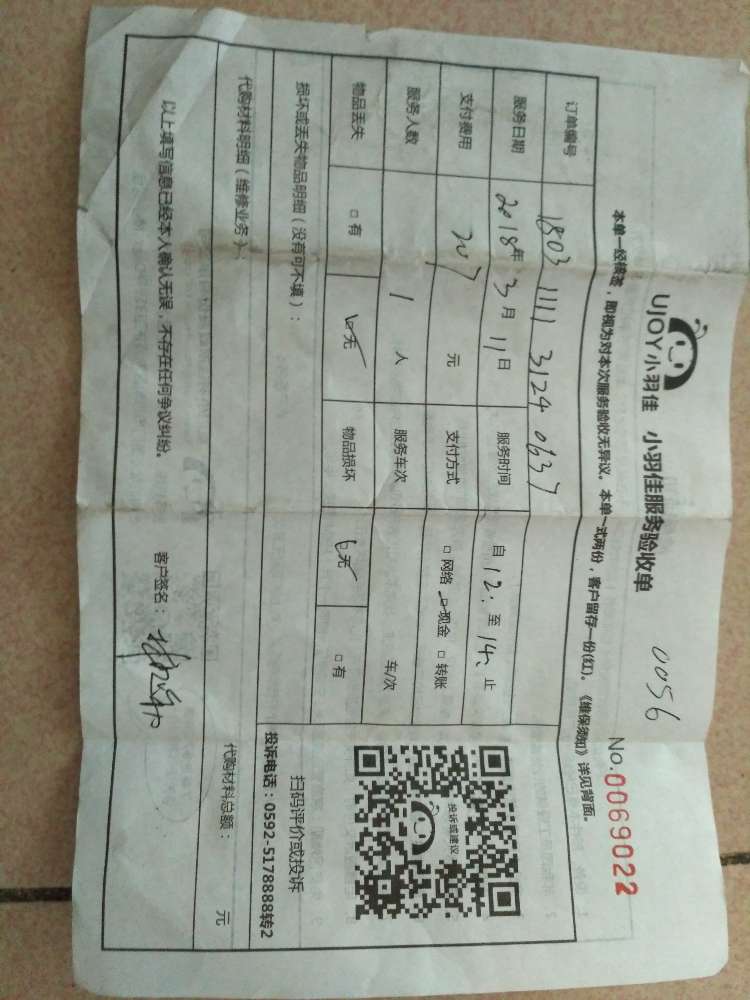 UJOY小羽佳 小羽佳服务验收单 0056
No.0069022
本单一经核签，即视为对本次服务验收无异议。本单一式两份，客户留存一份(红)。《维保须知》详见背面。
订单编号 1803 1111 3124 0637
服务日期 2018年 3月 11日 服务时间 自 12: 至 14: 止
支付费用 207 元 支付方式 □ 网络 □ 现金 □ 转账
服务人数 1 人 服务车次 车/次
物品丢失 □ 有 □ 无 物品损坏 □ 无 □ 有
损坏或丢失物品明细（没有可不填）：
代购材料明细（维修业务）： 代购材料总额： 元
以上填写信息已经本人确认无误，不存在任何争议纠纷。 客户签名：
投诉或建议
扫码评价或投诉
投诉电话：0592-5178888转2